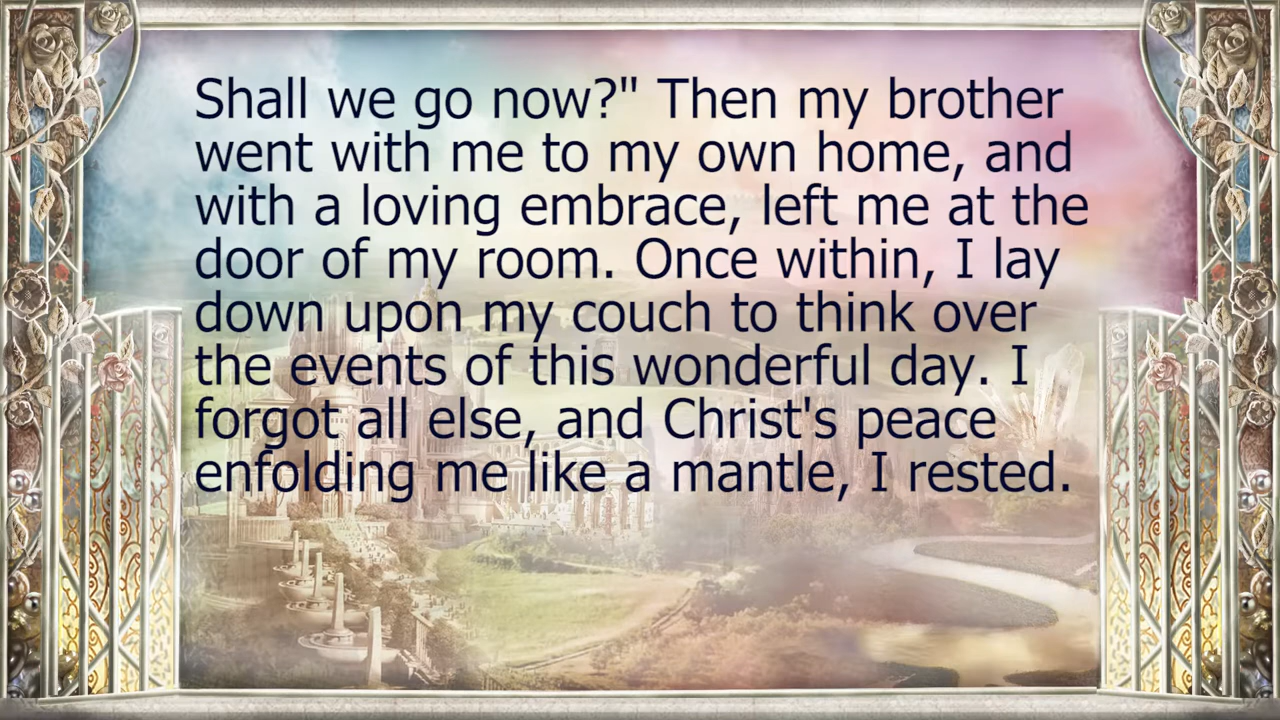 Shall we go now?" Then my brother
went with me to my own home, and
with a loving embrace, left me at the
door of my room. Once within, I lay
down upon my couch to think over
the events of this wonderful day. I
forgot all else, and Christ's peace
enfolding me like a mantle, I rested.